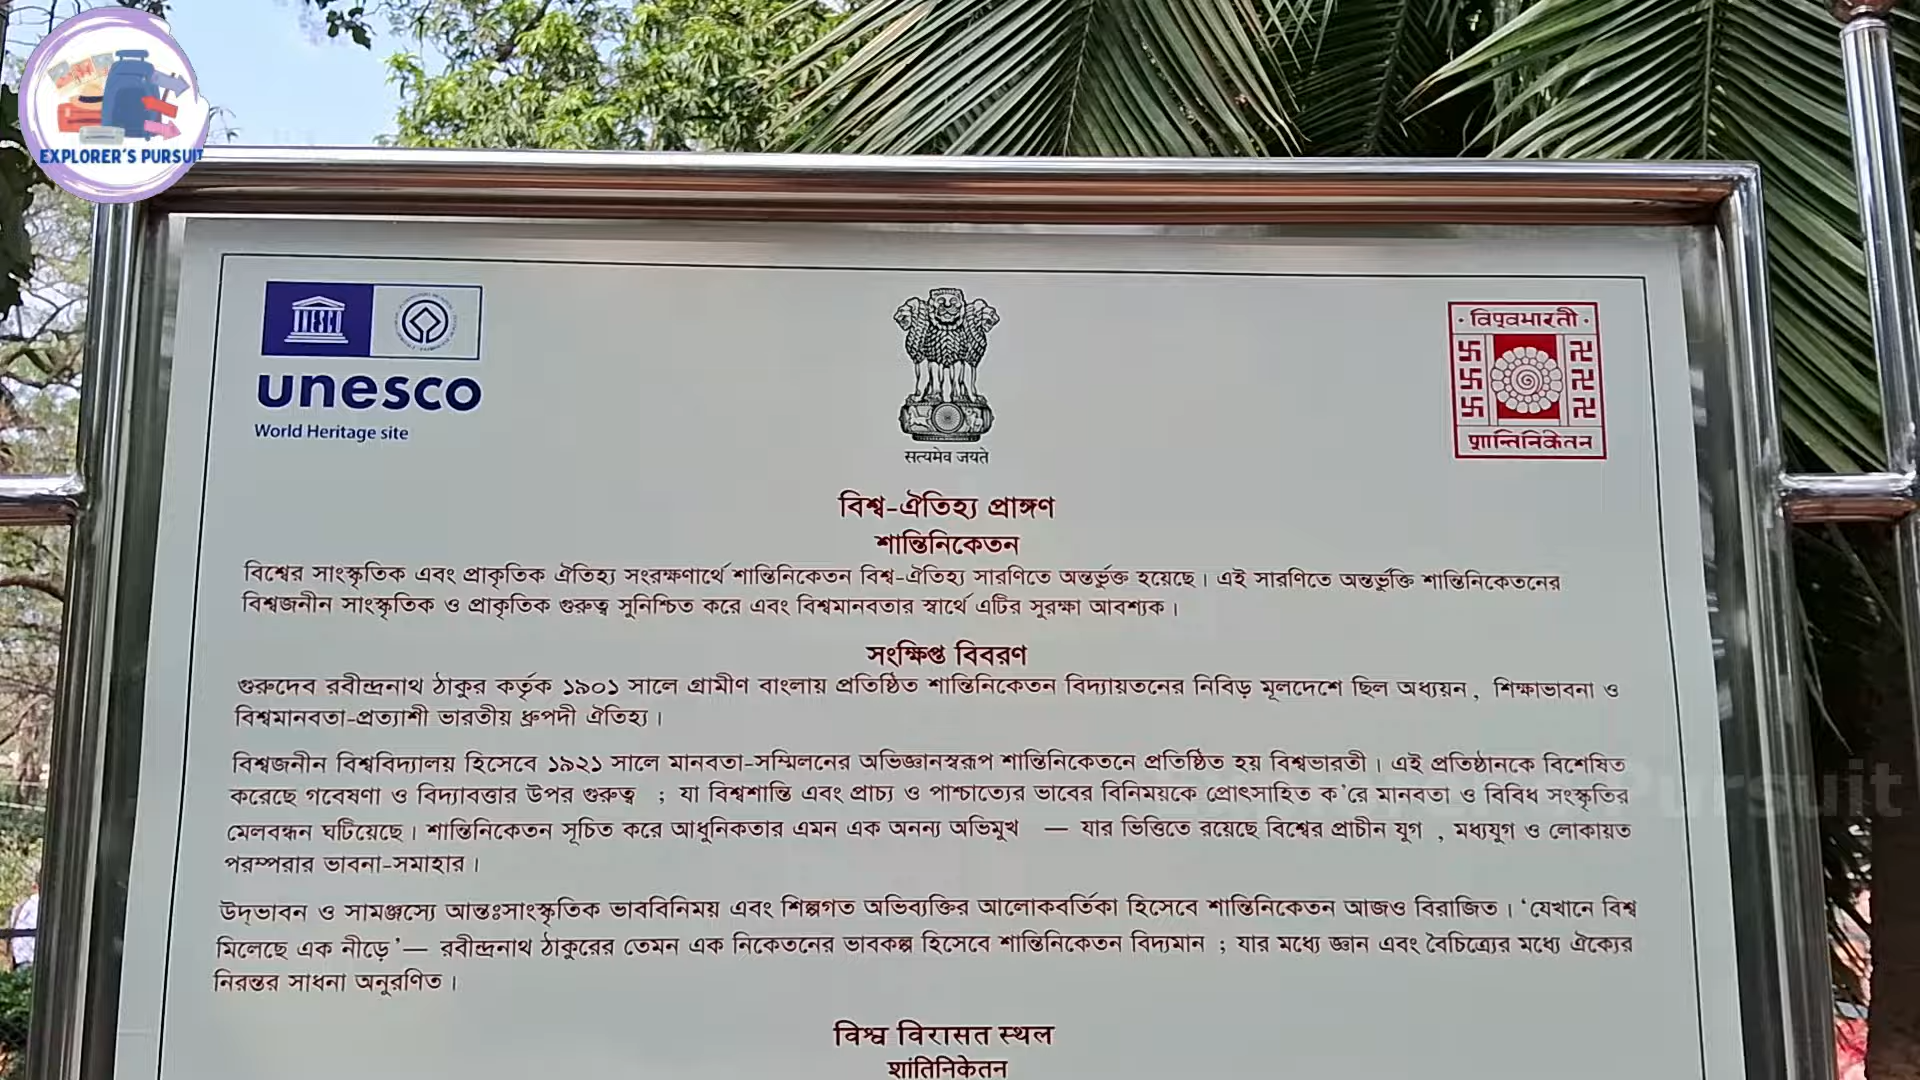 EXPLORER'S PURSUIT
UNESCO
unesco
World Heritage site
सत्यमेव जयते
বিশ্ব-ঐতিহ্য প্রাঙ্গণ
শান্তিনিকেতন
বিশ্বের সাংস্কৃতিক এবং প্রাকৃতিক ঐতিহ্য সংরক্ষণার্থে শান্তিনিকেতন বিশ্ব-ঐতিহ্য সারণিতে অন্তর্ভুক্ত হয়েছে। এই সারণিতে অন্তর্ভুক্তি শান্তিনিকেতনের
বিশ্বজনীন সাংস্কৃতিক ও প্রাকৃতিক গুরুত্ব সুনিশ্চিত করে এবং বিশ্বমানবতার স্বার্থে এটির সুরক্ষা আবশ্যক।
সংক্ষিপ্ত বিবরণ
গুরুদেব রবীন্দ্রনাথ ঠাকুর কর্তৃক ১৯০১ সালে গ্রামীণ বাংলায় প্রতিষ্ঠিত শান্তিনিকেতন বিদ্যায়তনের নিবিড় মূলদেশে ছিল অধ্যয়ন, শিক্ষাভাবনা ও
বিশ্বমানবতা-প্রত্যাশী ভারতীয় ধ্রুপদী ঐতিহ্য।
বিশ্বজনীন বিশ্ববিদ্যালয় হিসেবে ১৯২১ সালে মানবতা-সম্মিলনের অভিজ্ঞানস্বরূপ শান্তিনিকেতনে প্রতিষ্ঠিত হয় বিশ্বভারতী। এই প্রতিষ্ঠানকে বিশেষিত
করেছে গবেষণা ও বিদ্যাবত্তার উপর গুরুত্ব ; যা বিশ্বশান্তি এবং প্রাচ্য ও পাশ্চাত্যের ভাবের বিনিময়কে প্রোৎসাহিত ক'রে মানবতা ও বিবিধ সংস্কৃতির
মেলবন্ধন ঘটিয়েছে। শান্তিনিকেতন সূচিত করে আধুনিকতার এমন এক অনন্য অভিমুখ — যার ভিত্তিতে রয়েছে বিশ্বের প্রাচীন যুগ , মধ্যযুগ ও লোকায়ত
পরম্পরার ভাবনা-সমাহার।
উদ্‌ভাবন ও সামঞ্জস্যে আন্তঃসাংস্কৃতিক ভাববিনিময় এবং শিল্পগত অভিব্যক্তির আলোকবর্তিকা হিসেবে শান্তিনিকেতন আজও বিরাজিত। 'যেখানে বিশ্ব
মিলেছে এক নীড়ে'— রবীন্দ্রনাথ ঠাকুরের তেমন এক নিকেতনের ভাবকল্প হিসেবে শান্তিনিকেতন বিদ্যমান ; যার মধ্যে জ্ঞান এবং বৈচিত্র্যের মধ্যে ঐক্যের
নিরন্তর সাধনা অনুরণিত।
विश्व विरासत स्थल
शांतिनिकेतन